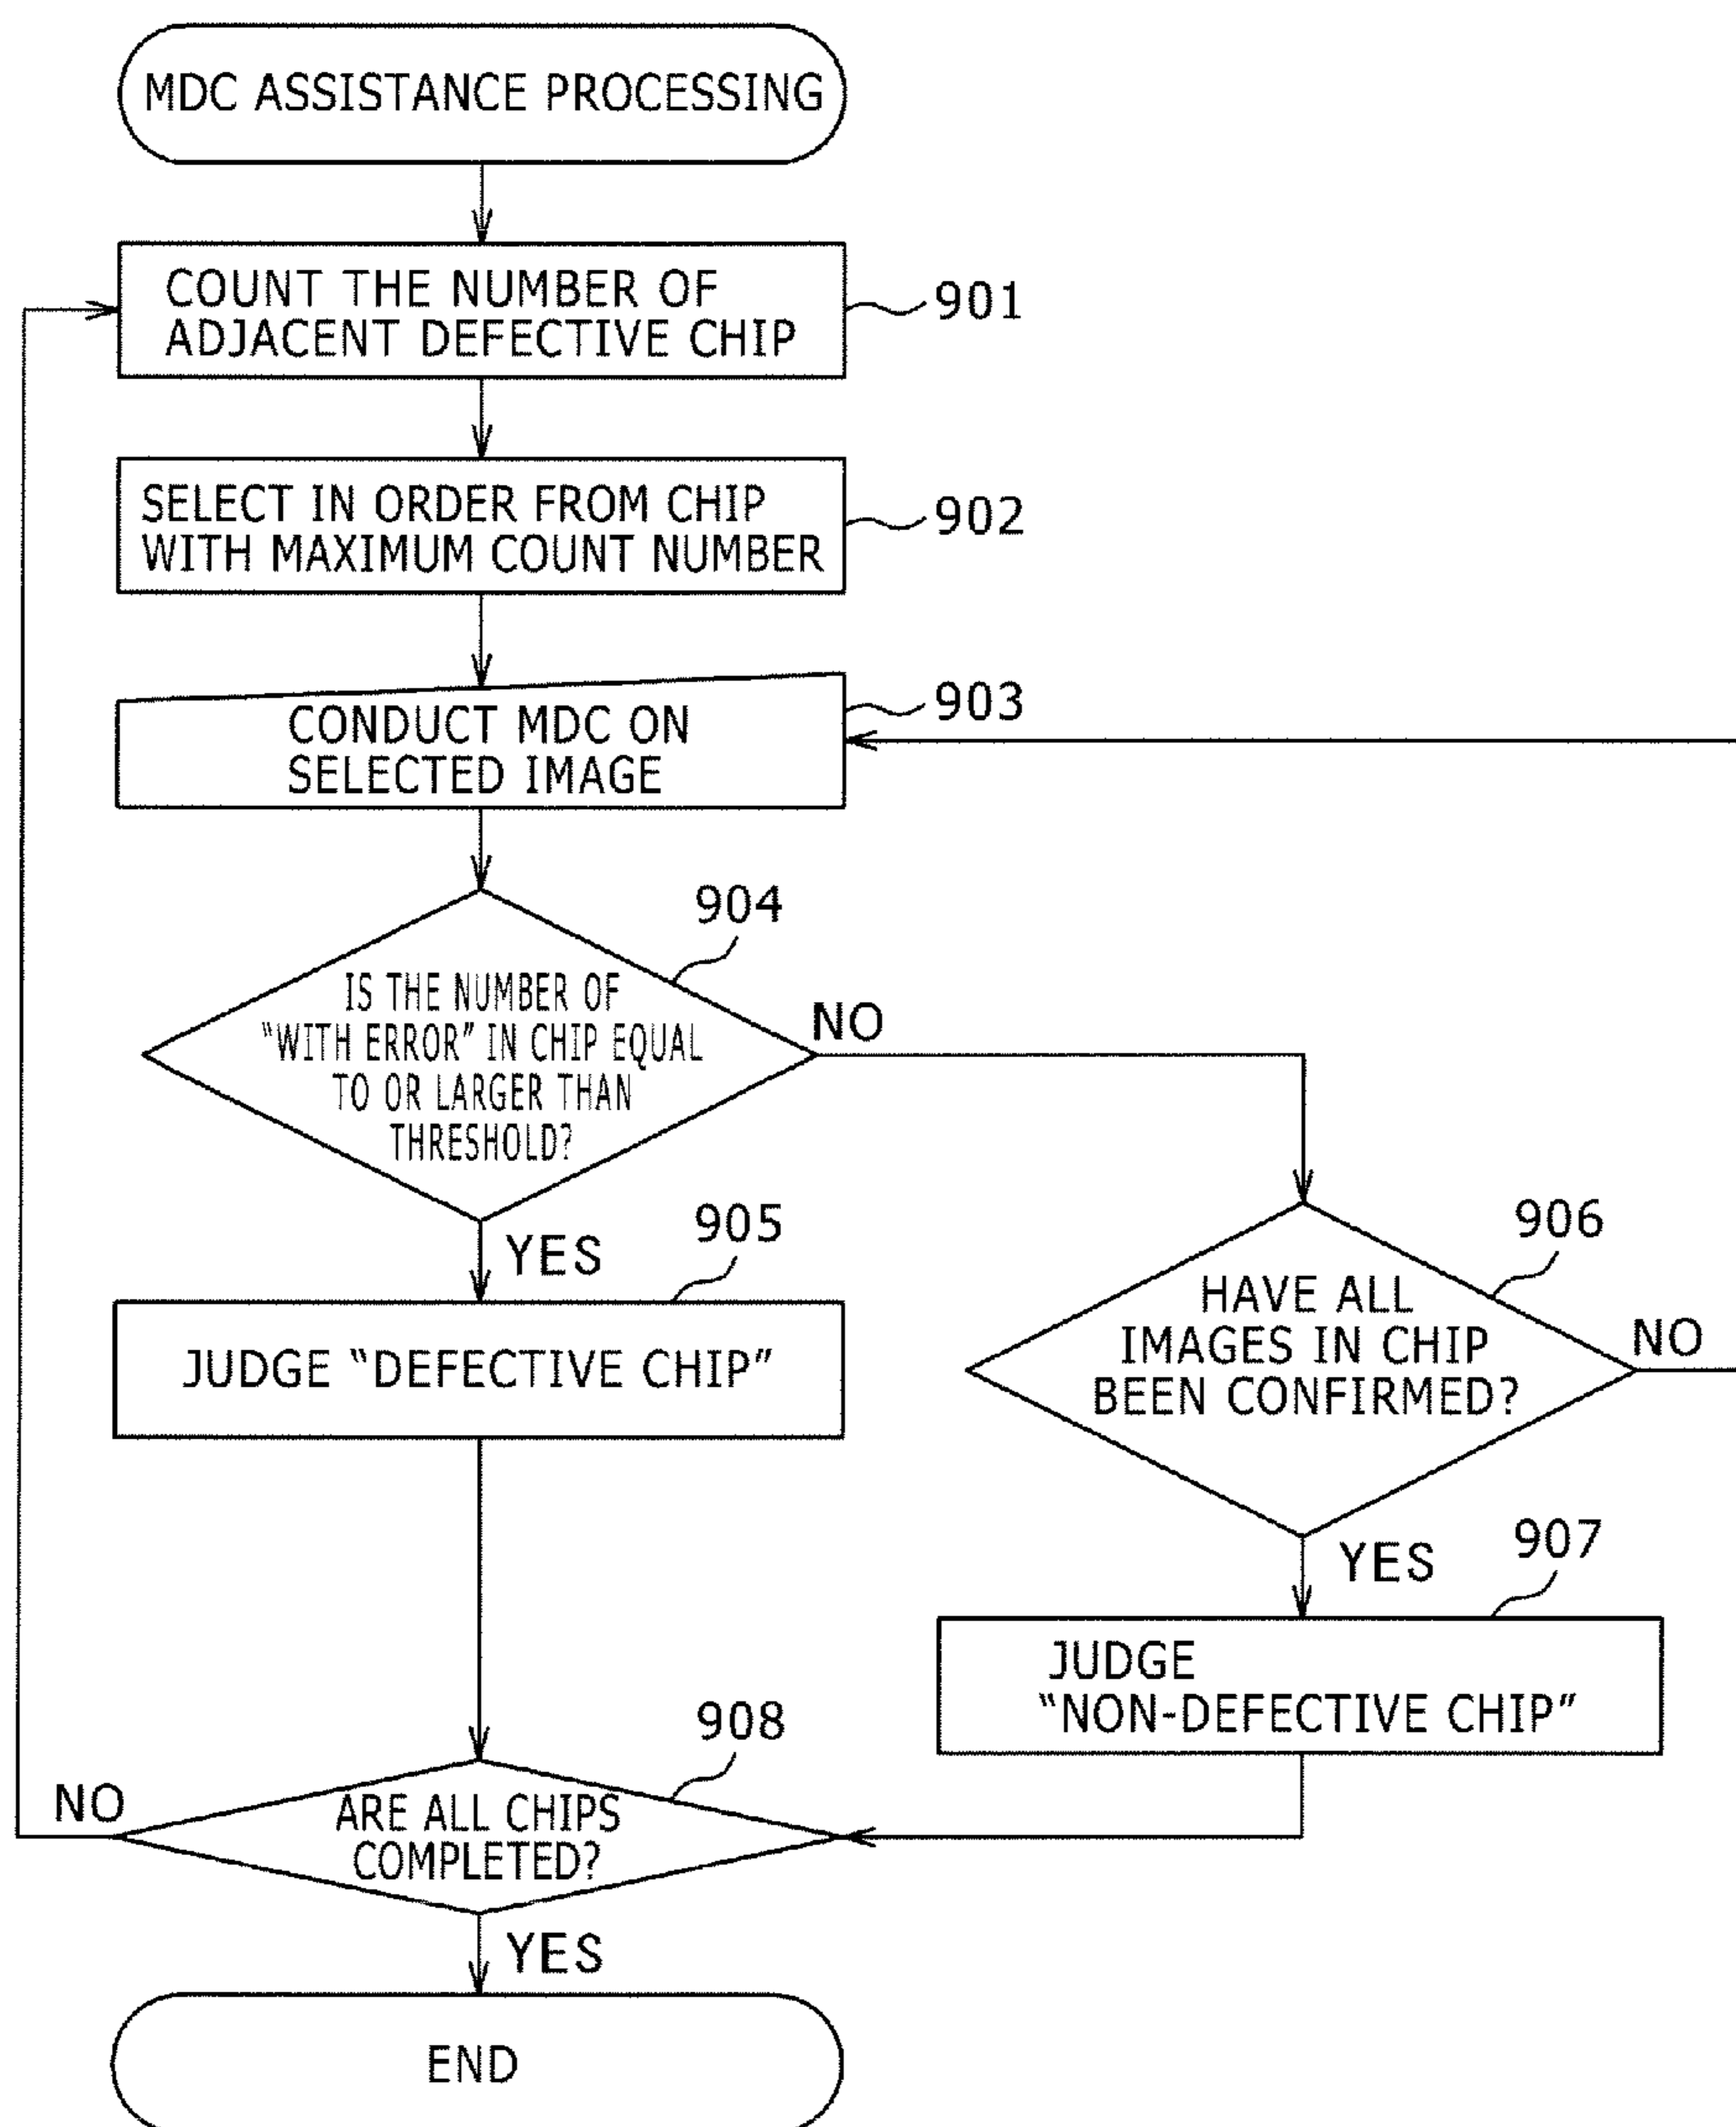 MDC ASSISTANCE PROCESSING
COUNT THE NUMBER OF
ADJACENT DEFECTIVE CHIP
901
SELECT IN ORDER FROM CHIP
WITH MAXIMUM COUNT NUMBER
902
CONDUCT MDC ON
SELECTED IMAGE
903
904
IS THE NUMBER OF
“WITH ERROR” IN CHIP EQUAL
TO OR LARGER THAN
THRESHOLD?
NO
YES
905
JUDGE “DEFECTIVE CHIP”
906
HAVE ALL
IMAGES IN CHIP
BEEN CONFIRMED?
NO
YES
907
JUDGE
“NON-DEFECTIVE CHIP”
908
ARE ALL CHIPS
COMPLETED?
NO
YES
END